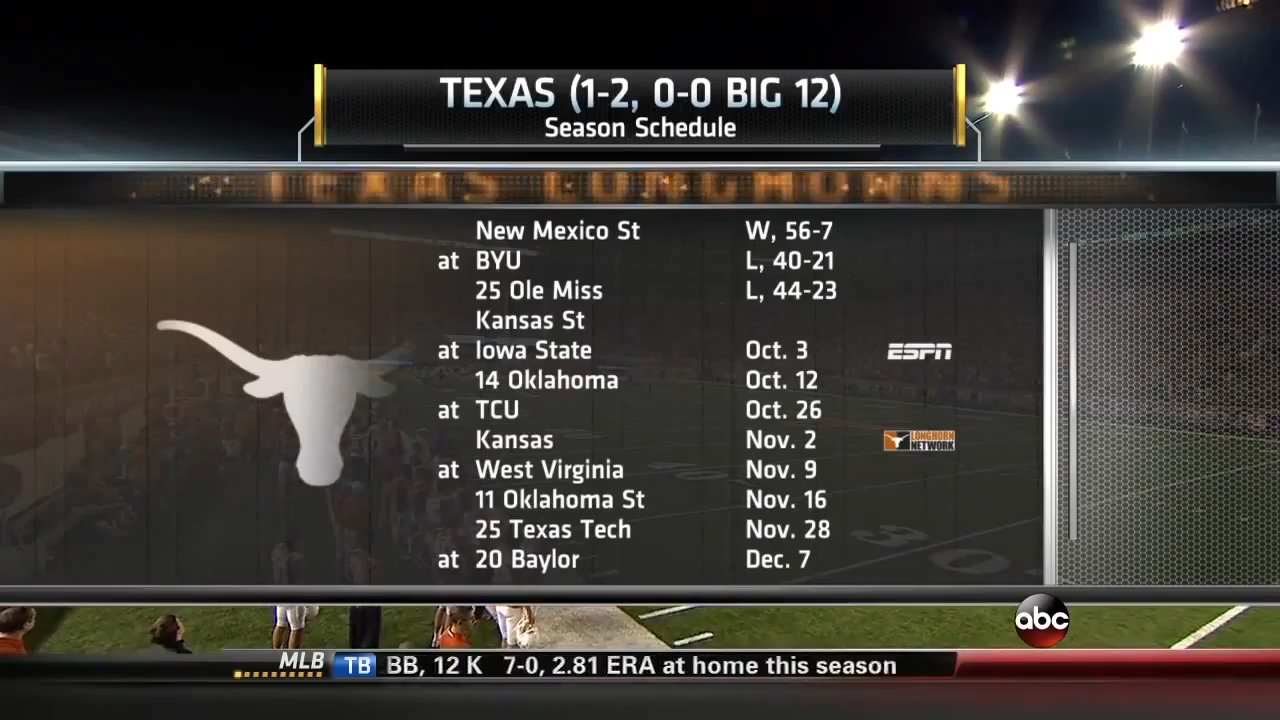 TEXAS (1-2, 0-0 BIG 12)
Season Schedule
TEXAS LONGHORNS
New Mexico St W, 56-7
at BYU L, 40-21
25 Ole Miss L, 44-23
Kansas St
at Iowa State Oct. 3 ESPN
14 Oklahoma Oct. 12
at TCU Oct. 26
Kansas Nov. 2 LONGHORN NETWORK
at West Virginia Nov. 9
11 Oklahoma St Nov. 16
25 Texas Tech Nov. 28
at 20 Baylor Dec. 7
30
abc
MLB TB BB, 12 K 7-0, 2.81 ERA at home this season